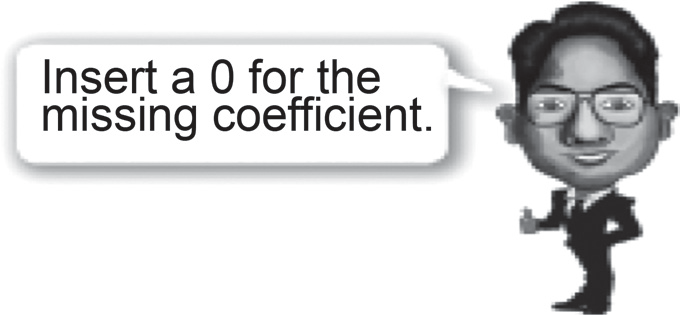 Insert a 0 for the
missing coefficient.